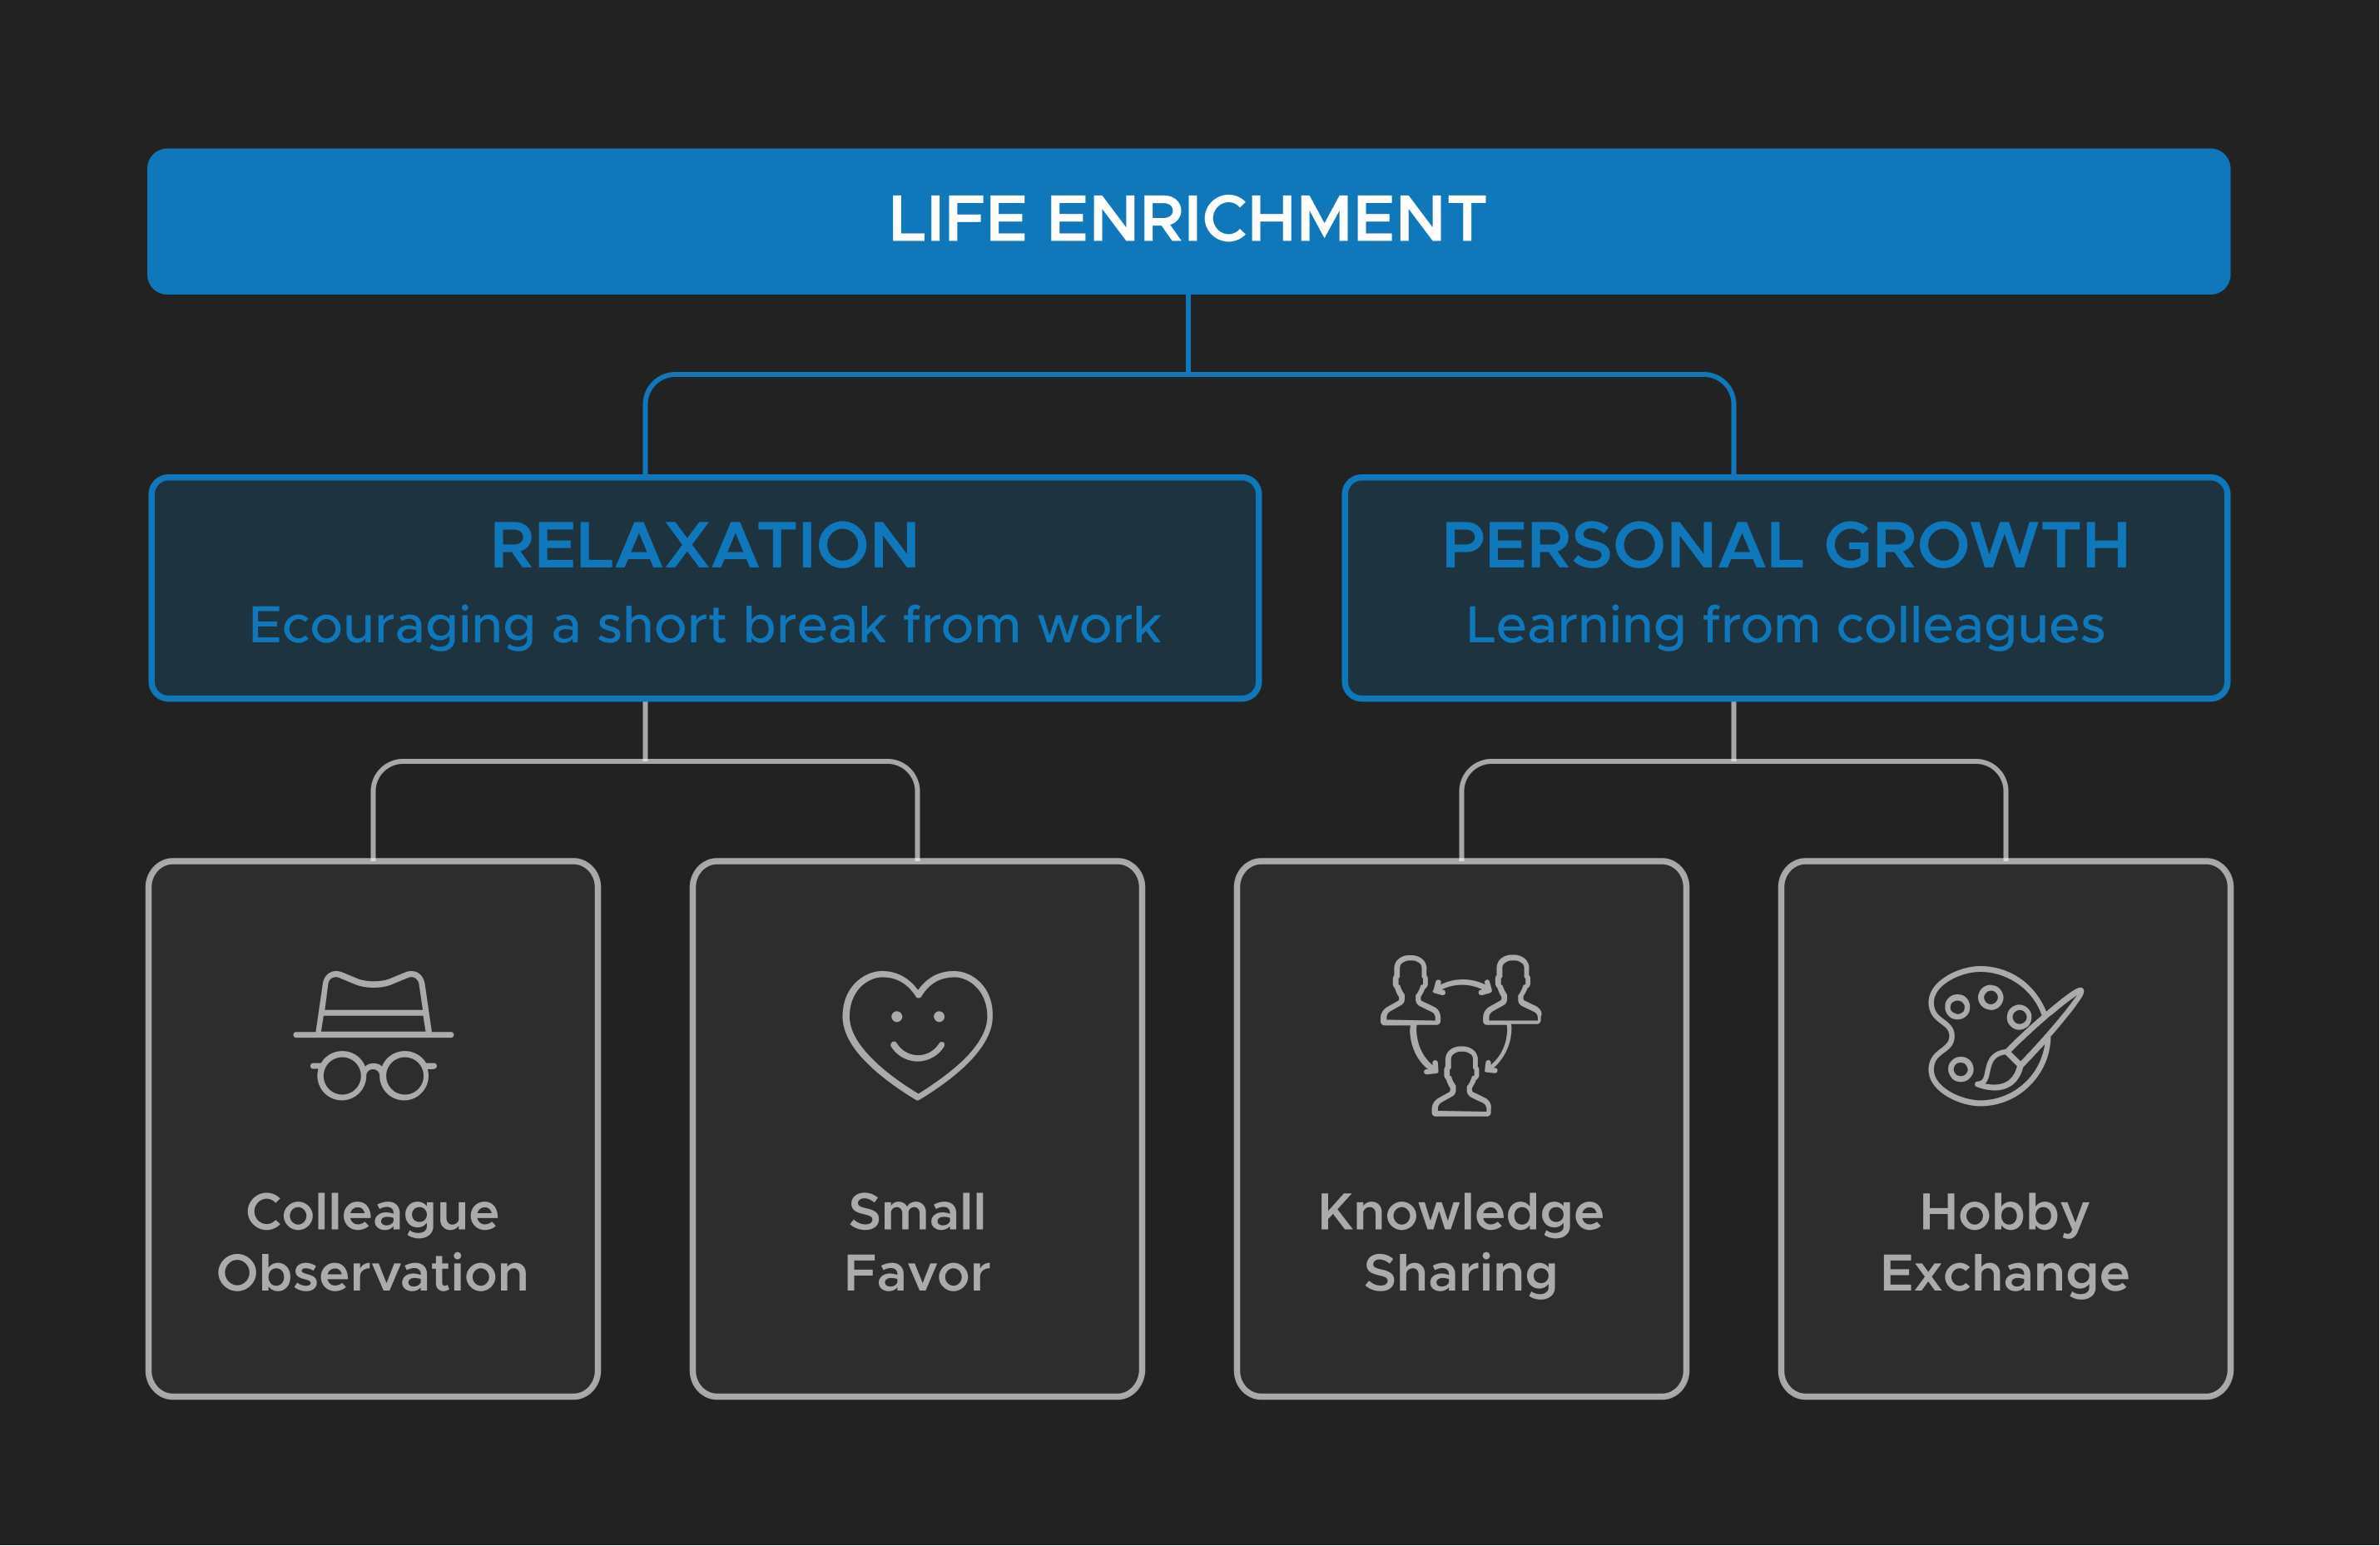 LIFE ENRICHMENT
RELAXATION
Encouraging a short break from work
PERSONAL GROWTH
Learning from colleagues
Colleague
Observation
Small
Favor
Knowledge
Sharing
Hobby
Exchange